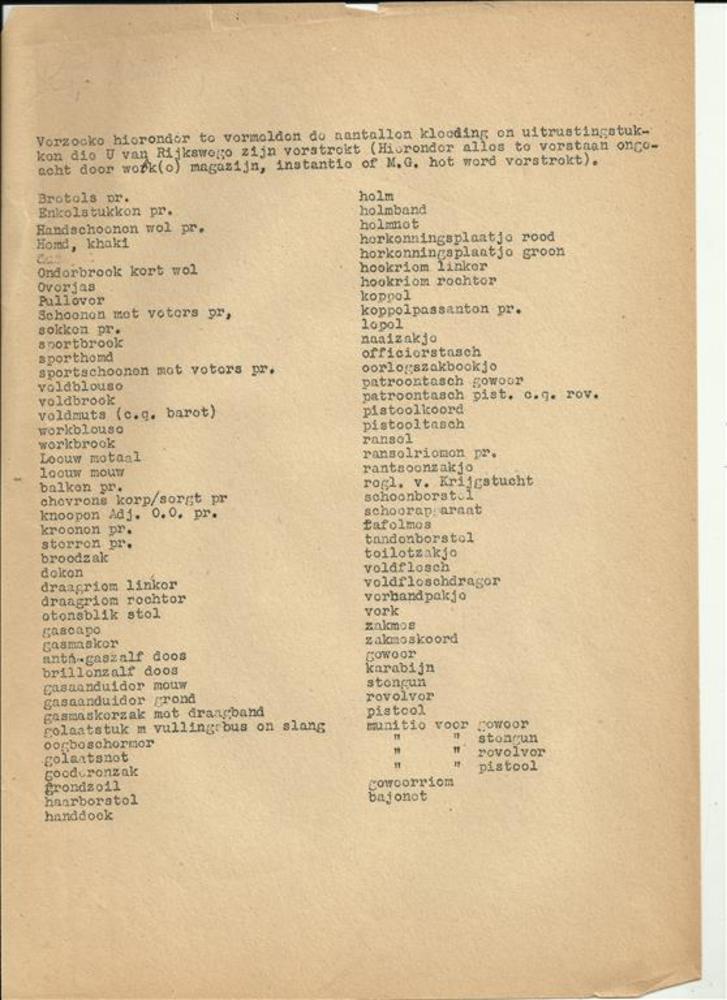 Verzoeke hieronder te vermelden de aantallen kleeding en uitrustingstuk-
ken die U van Rijkswege zijn verstrekt (Hieronder alles te verstaan onge-
acht door welk(e) magazijn, instantie of M.G. het werd verstrekt).
Bretels pr.
Enkelstukken pr.
Handschoenen wol pr.
Hemd, khaki
Onderbroek kort wol
Overjas
Pullover
Schoenen met veters pr,
sokken pr.
sportbroek
sporthemd
sportschoenen met veters pr.
veldblouse
veldbroek
veldmuts (c.q. baret)
werkblouse
werkbroek
Leeuw metaal
leeuw mouw
balken pr.
chevrons korp/sergt pr
knoopen Adj. O.O. pr.
kroonen pr.
sterren pr.
broodzak
deken
draagriem linker
draagriem rechter
etensblik stel
gascape
gasmasker
anti-gaszalf doos
brillenzalf doos
gasaanduider mouw
gasaanduider grond
gasmaskerzak met draagband
gelaatstuk m vullingsbus en slang
oogbeschermer
gelaatsnet
goederenzak
grondzeil
haarborstel
handdoek
helm
helmband
helmnet
herkenningsplaatje rood
herkenningsplaatje groen
hookriem linker
hookriem rechter
koppel
koppelpassanten pr.
lepel
naaizakje
officierstasch
oorlogszakboekje
patroontasch geweer
patroontasch pist. c.q. rev.
pistoolkoord
pistooltasch
ransel
ranselriemen pr.
rantsoenzakje
regl. v. Krijgstucht
schoenborstel
scheerapparaat
tafelmes
tandenborstel
toiletzakje
veldflesch
veldfleschdrager
verbandpakje
vork
zakmes
zakmeskoord
geweer
karabijn
stengun
revolver
pistool
munitie voor geweer
" " stengun
" " revolver
" " pistool
geweerriem
bajonet